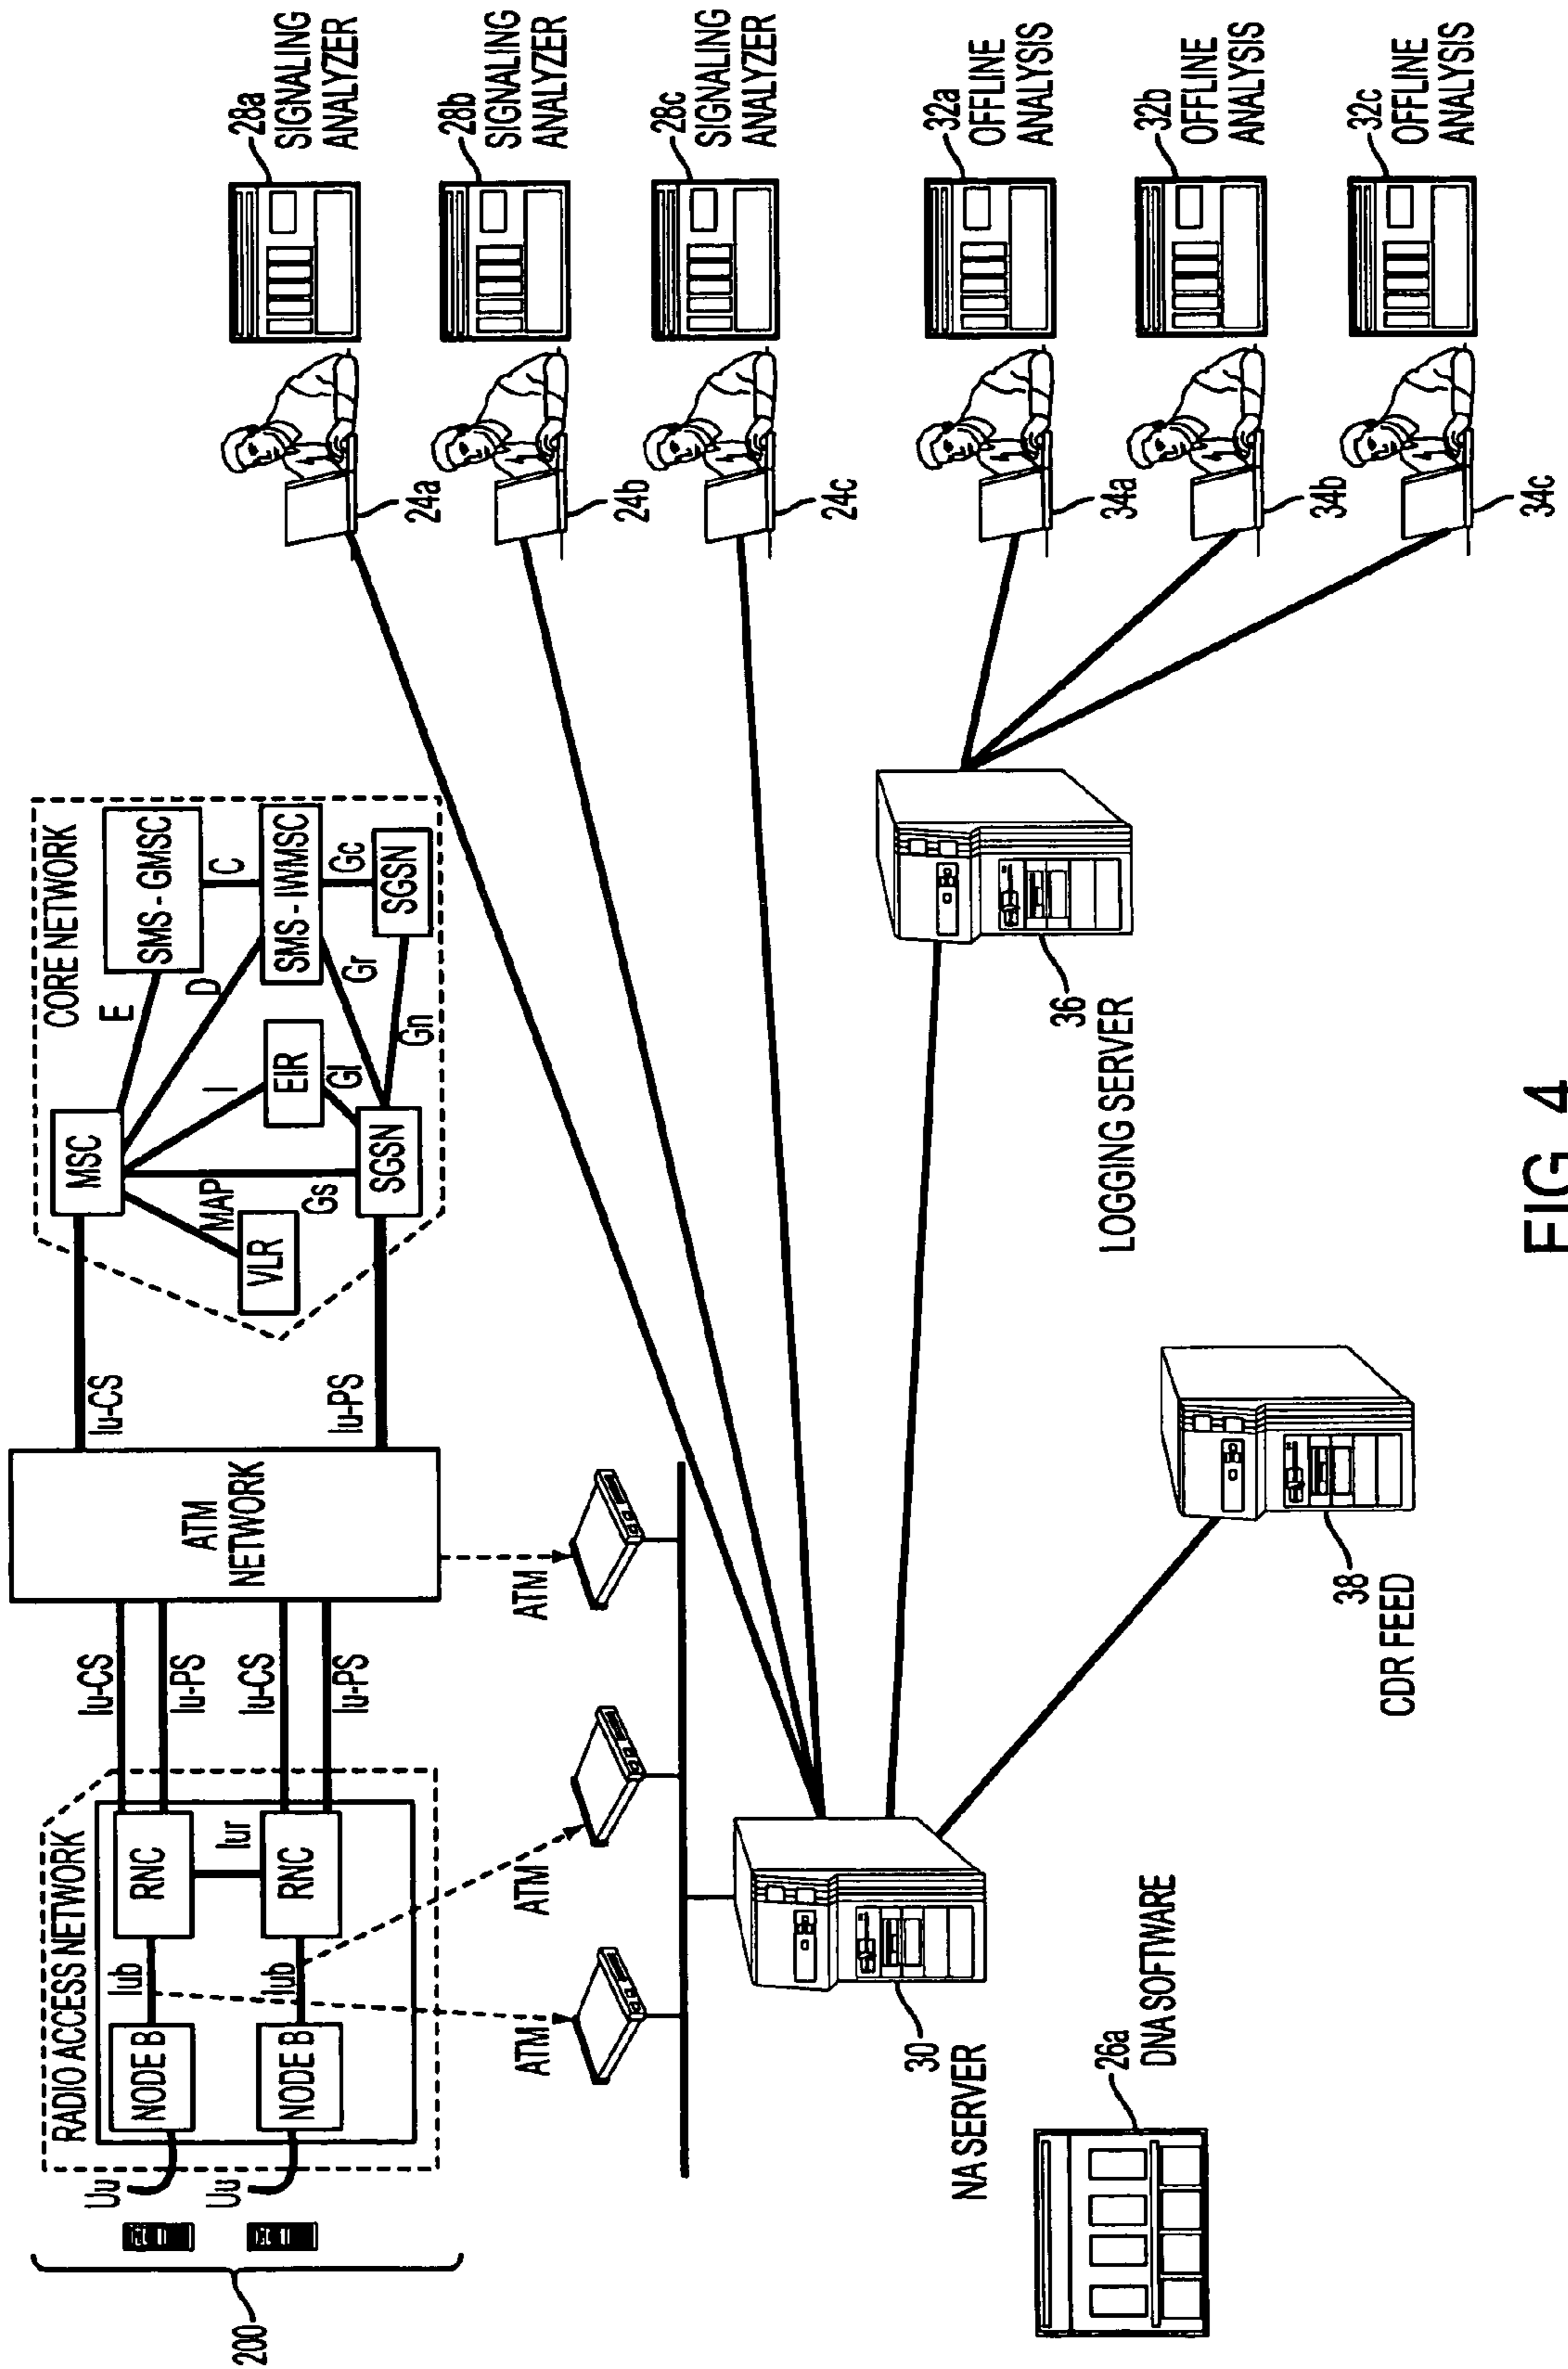 200
Uu
Uu
RADIO ACCESS NETWORK
NODE B
Iub
RNC
Iur
NODE B
Iub
RNC
Iu-CS
Iu-PS
Iu-CS
Iu-PS
ATM
NETWORK
Iu-CS
Iu-PS
CORE NETWORK
MSC
E
SMS - GMSC
D
C
I
MAP
VLR
EIR
SMS - IWMSC
Gs
GI
Gr
Gc
SGSN
Gn
SGSN
ATM
ATM
ATM
28a
SIGNALING
ANALYZER
24a
28b
SIGNALING
ANALYZER
24b
28c
SIGNALING
ANALYZER
24c
32a
OFFLINE
ANALYSIS
34a
32b
OFFLINE
ANALYSIS
34b
32c
OFFLINE
ANALYSIS
34c
30
NA SERVER
36
LOGGING SERVER
26a
DNA SOFTWARE
38
CDR FEED
FIG. 4